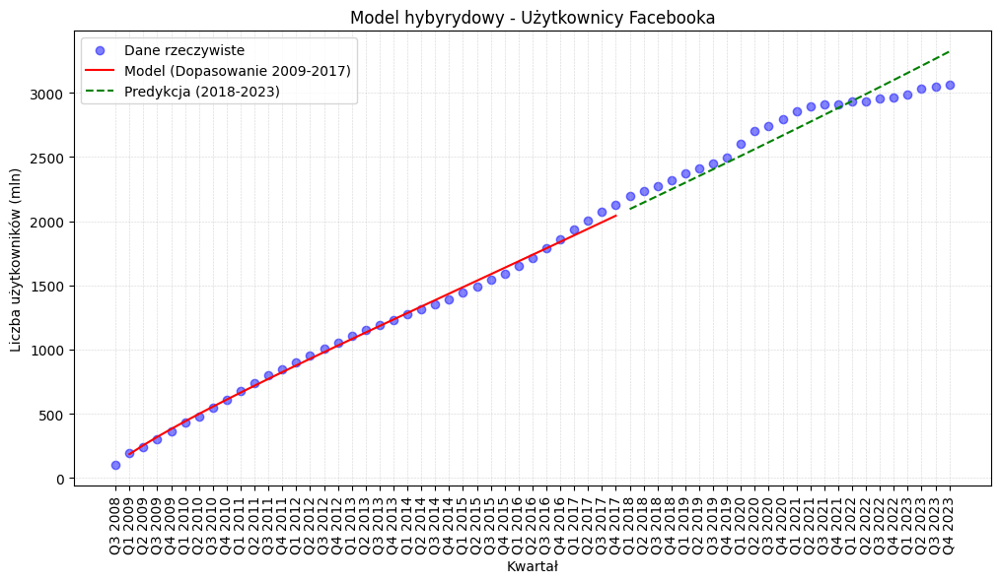 Model hybyrydowy - Użytkownicy Facebooka
Dane rzeczywiste
Model (Dopasowanie 2009-2017)
Predykcja (2018-2023)
Liczba użytkowników (mln)
3000
2500
2000
1500
1000
500
0
Q3 2008
Q1 2009
Q2 2009
Q3 2009
Q4 2009
Q1 2010
Q2 2010
Q3 2010
Q4 2010
Q1 2011
Q2 2011
Q3 2011
Q4 2011
Q1 2012
Q2 2012
Q3 2012
Q4 2012
Q1 2013
Q2 2013
Q3 2013
Q4 2013
Q1 2014
Q2 2014
Q3 2014
Q4 2014
Q1 2015
Q2 2015
Q3 2015
Q4 2015
Q1 2016
Q2 2016
Q3 2016
Q4 2016
Q1 2017
Q2 2017
Q3 2017
Q4 2017
Q1 2018
Q2 2018
Q3 2018
Q4 2018
Q1 2019
Q2 2019
Q3 2019
Q4 2019
Q1 2020
Q2 2020
Q3 2020
Q4 2020
Q1 2021
Q2 2021
Q3 2021
Q4 2021
Q1 2022
Q2 2022
Q3 2022
Q4 2022
Q1 2023
Q2 2023
Q3 2023
Q4 2023
Kwartał